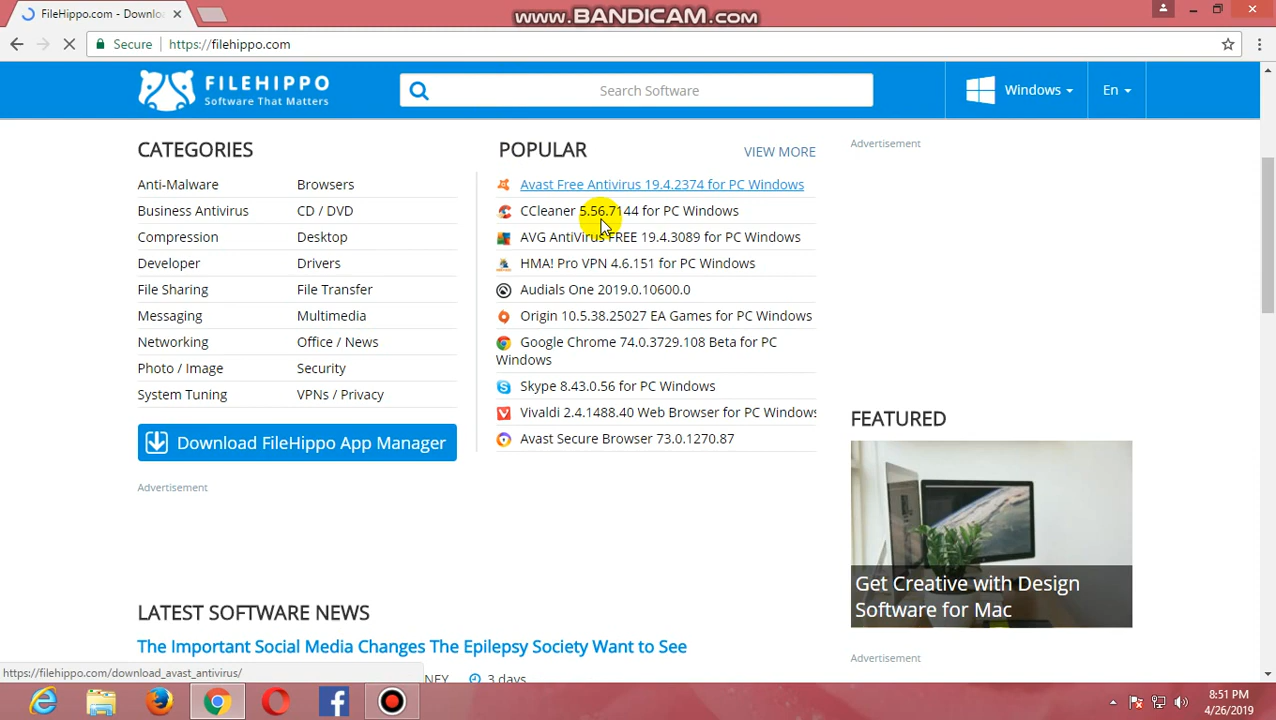 FileHippo.com - Downloa
www.BANDICAM.com
Secure
https://filehippo.com
FILEHIPPO
Software That Matters
Search Software
Windows
En
CATEGORIES
Anti-Malware
Browsers
Business Antivirus
CD / DVD
Compression
Desktop
Developer
Drivers
File Sharing
File Transfer
Messaging
Multimedia
Networking
Office / News
Photo / Image
Security
System Tuning
VPNs / Privacy
Download FileHippo App Manager
Advertisement
POPULAR
VIEW MORE
Avast Free Antivirus 19.4.2374 for PC Windows
CCleaner 5.56.7144 for PC Windows
AVG AntiVirus FREE 19.4.3089 for PC Windows
HMA! Pro VPN 4.6.151 for PC Windows
Audials One 2019.0.10600.0
Origin 10.5.38.25027 EA Games for PC Windows
Google Chrome 74.0.3729.108 Beta for PC
Windows
Skype 8.43.0.56 for PC Windows
Vivaldi 2.4.1488.40 Web Browser for PC Windows
Avast Secure Browser 73.0.1270.87
Advertisement
FEATURED
Get Creative with Design
Software for Mac
Advertisement
LATEST SOFTWARE NEWS
The Important Social Media Changes The Epilepsy Society Want to See
NEY
3 days
https://filehippo.com/download_avast_antivirus/
8:51 PM
4/26/2019